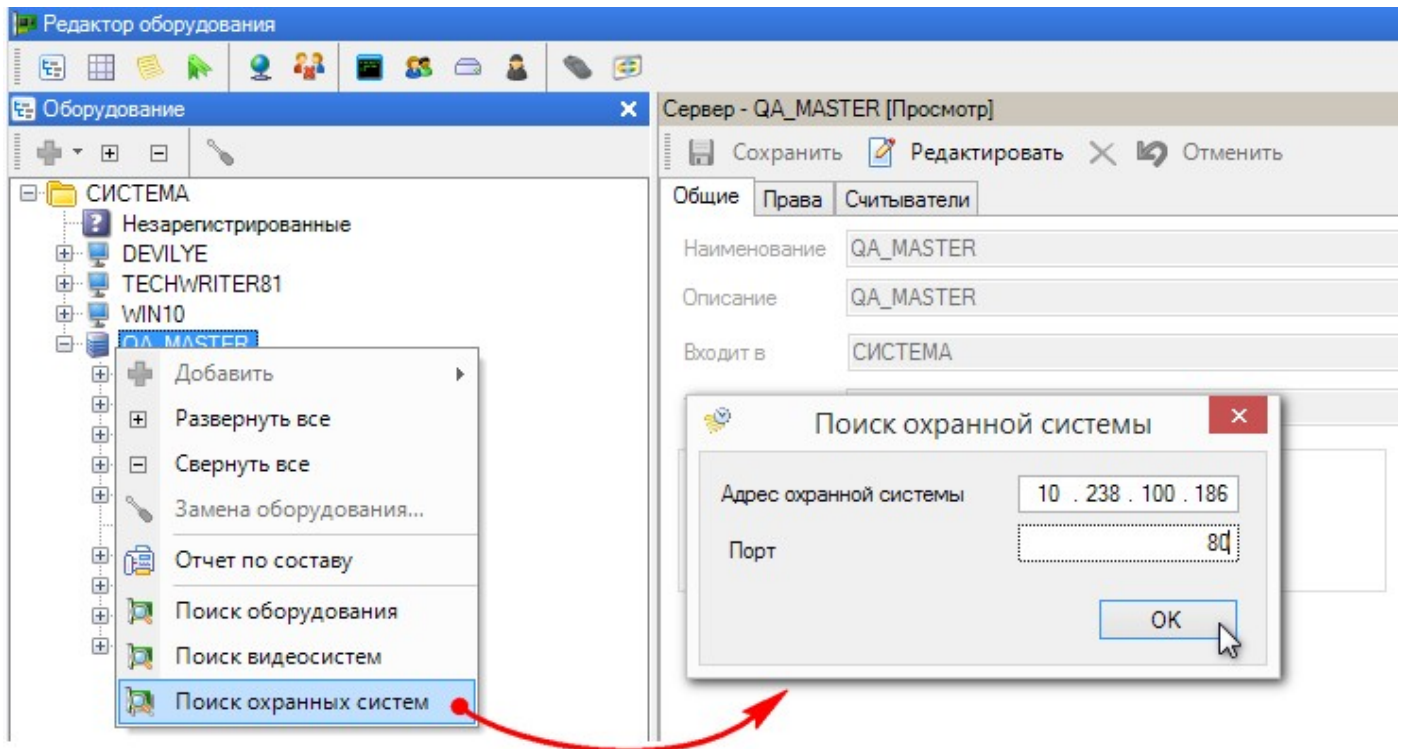 Редактор оборудования
Оборудование
СИСТЕМА
Незарегистрированные
DEVILYE
TECHWRITER81
WIN10
QA_MASTER
Добавить
Развернуть все
Свернуть все
Замена оборудования...
Отчет по составу
Поиск оборудования
Поиск видеосистем
Поиск охранных систем
Сервер - QA_MASTER [Просмотр]
Сохранить Редактировать Отменить
Общие Права Считыватели
Наименование QA_MASTER
Описание QA_MASTER
Входит в СИСТЕМА
Поиск охранной системы
Адрес охранной системы 10 . 238 . 100 . 186
Порт 80
OK